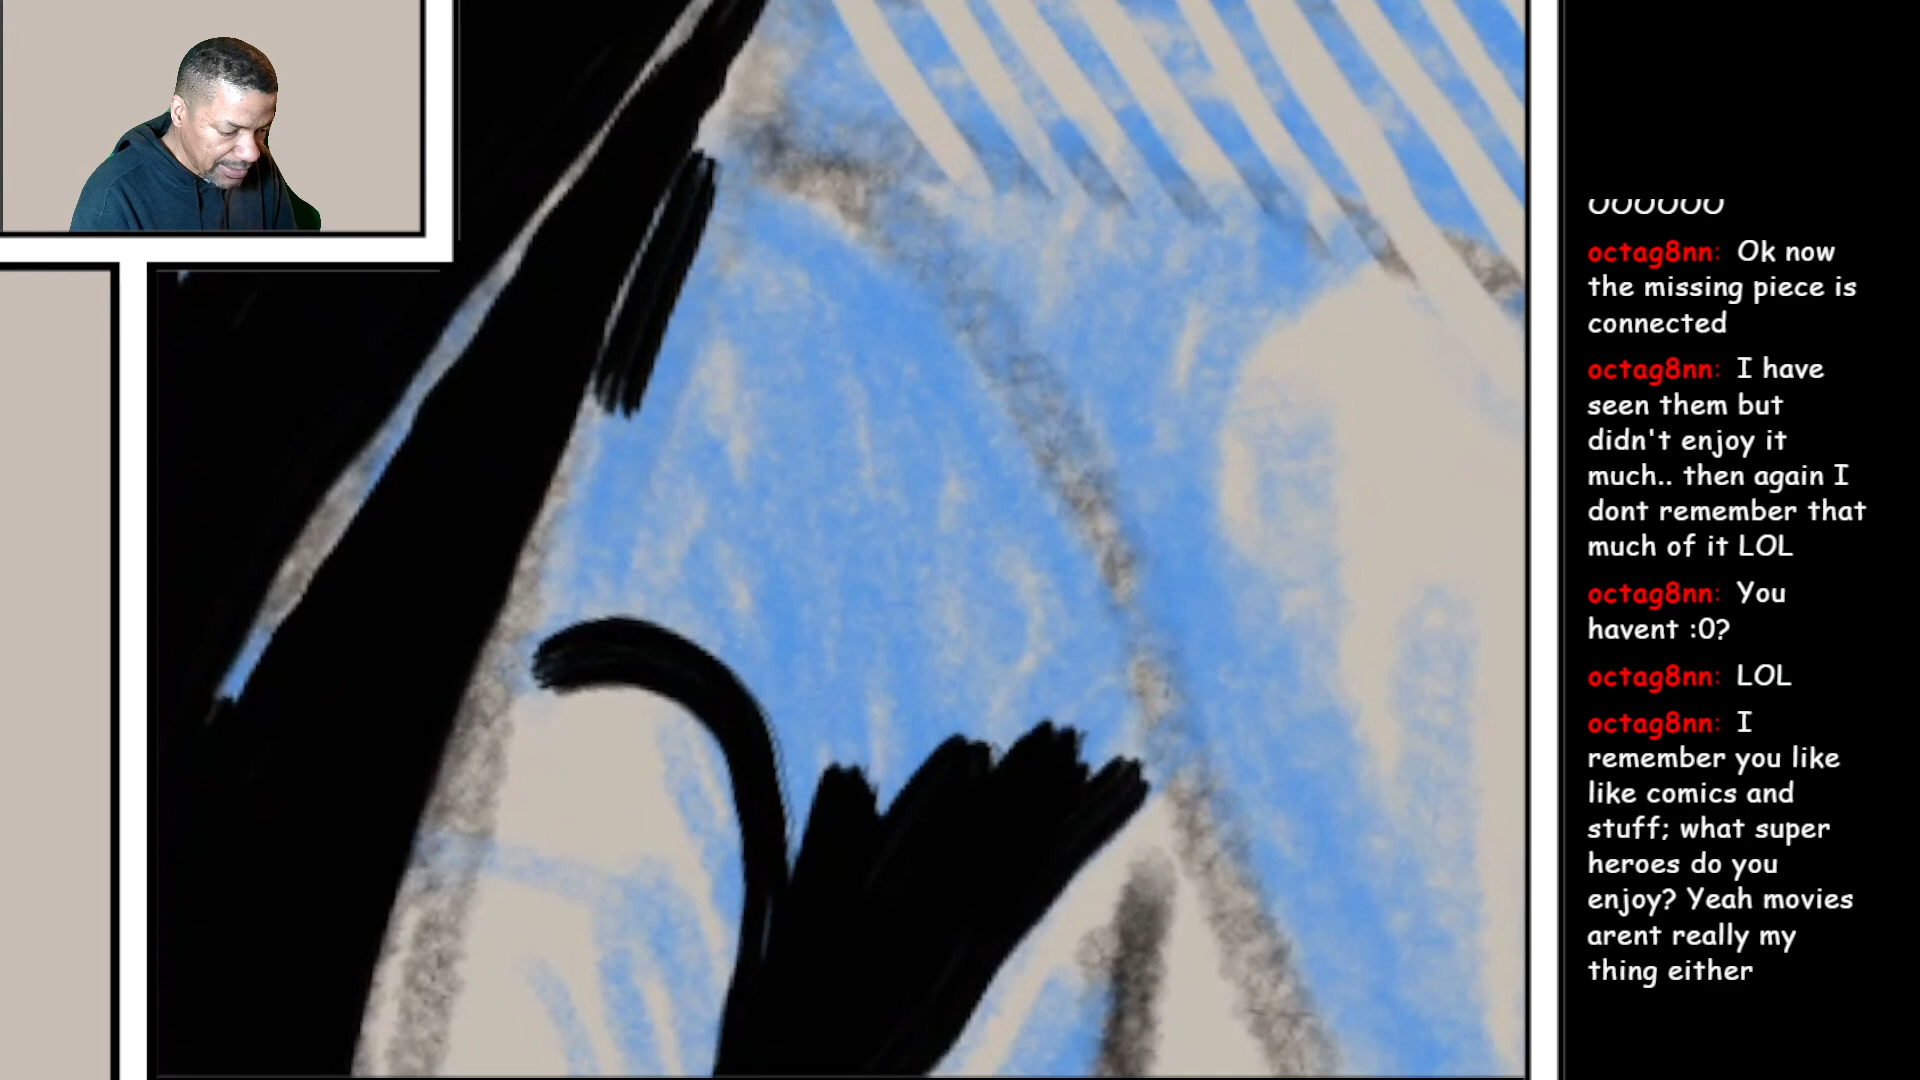 octag8nn: Ok now
the missing piece is
connected
octag8nn: I have
seen them but
didn't enjoy it
much.. then again I
dont remember that
much of it LOL
octag8nn: You
havent :0?
octag8nn: LOL
octag8nn: I
remember you like
like comics and
stuff; what super
heroes do you
enjoy? Yeah movies
arent really my
thing either